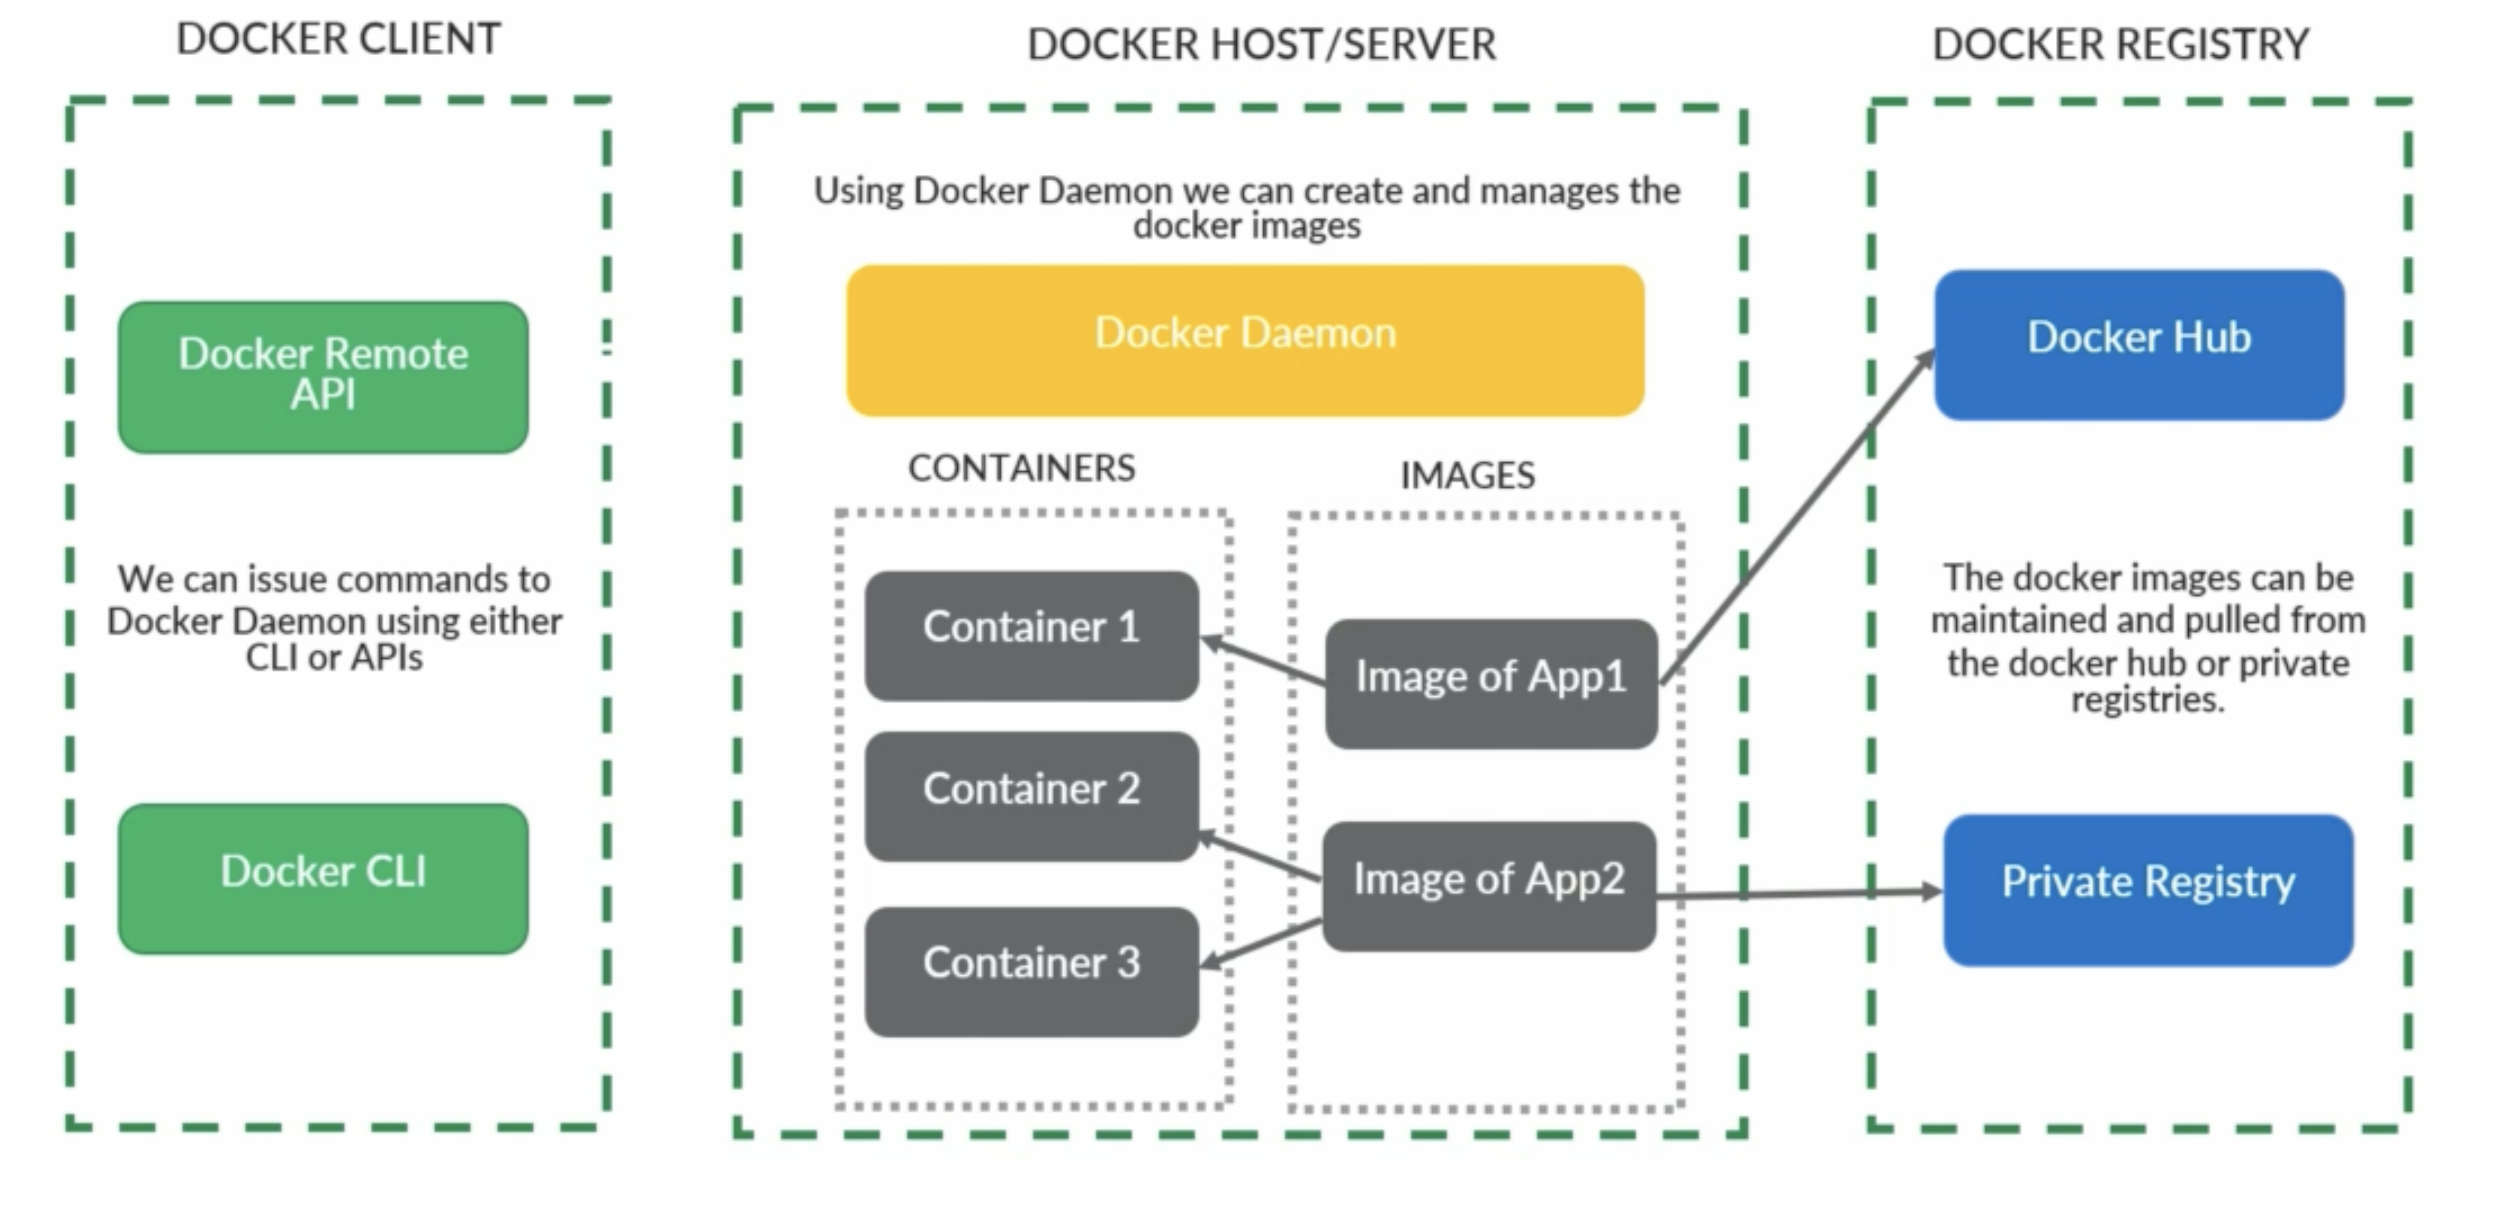 DOCKER CLIENT
Docker Remote
API
We can issue commands to
Docker Daemon using either
CLI or APIs
Docker CLI
DOCKER HOST/SERVER
Using Docker Daemon we can create and manages the
docker images
Docker Daemon
CONTAINERS
Container 1
Container 2
Container 3
IMAGES
Image of App1
Image of App2
DOCKER REGISTRY
Docker Hub
The docker images can be
maintained and pulled from
the docker hub or private
registries.
Private Registry